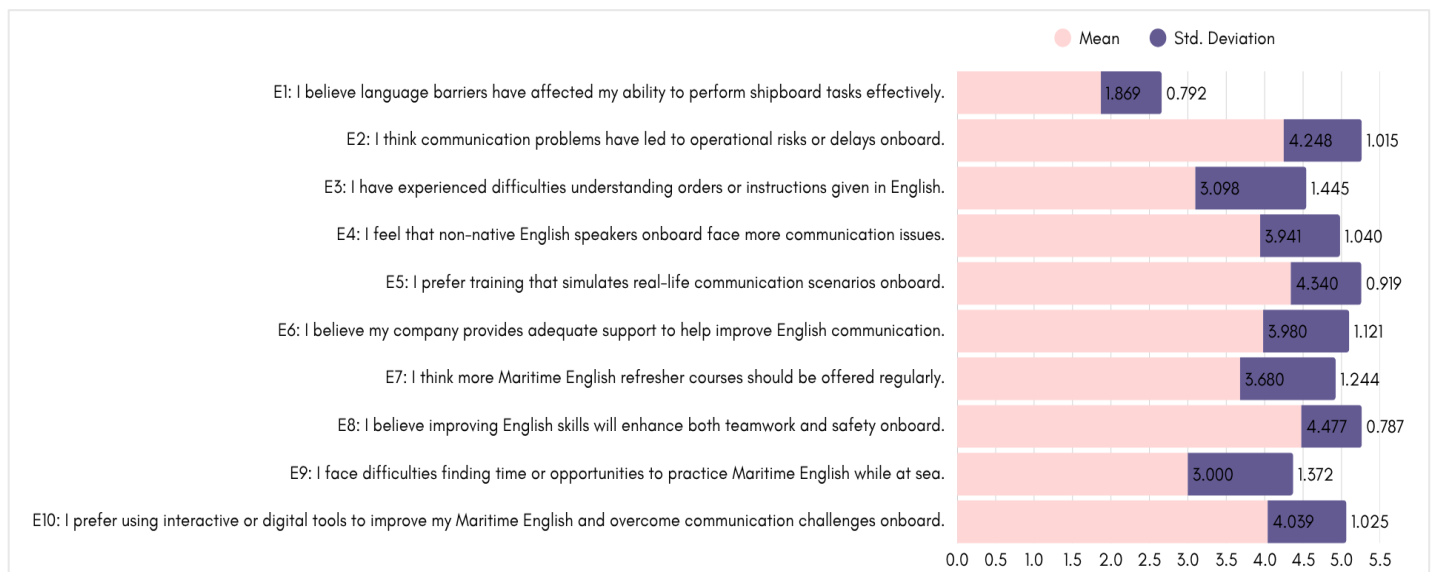 Mean Std. Deviation
E1: I believe language barriers have affected my ability to perform shipboard tasks effectively. 1.869 0.792
E2: I think communication problems have led to operational risks or delays onboard. 4.248 1.015
E3: I have experienced difficulties understanding orders or instructions given in English. 3.098 1.445
E4: I feel that non-native English speakers onboard face more communication issues. 3.941 1.040
E5: I prefer training that simulates real-life communication scenarios onboard. 4.340 0.919
E6: I believe my company provides adequate support to help improve English communication. 3.980 1.121
E7: I think more Maritime English refresher courses should be offered regularly. 3.680 1.244
E8: I believe improving English skills will enhance both teamwork and safety onboard. 4.477 0.787
E9: I face difficulties finding time or opportunities to practice Maritime English while at sea. 3.000 1.372
E10: I prefer using interactive or digital tools to improve my Maritime English and overcome communication challenges onboard. 4.039 1.025
0.0 0.5 1.0 1.5 2.0 2.5 3.0 3.5 4.0 4.5 5.0 5.5